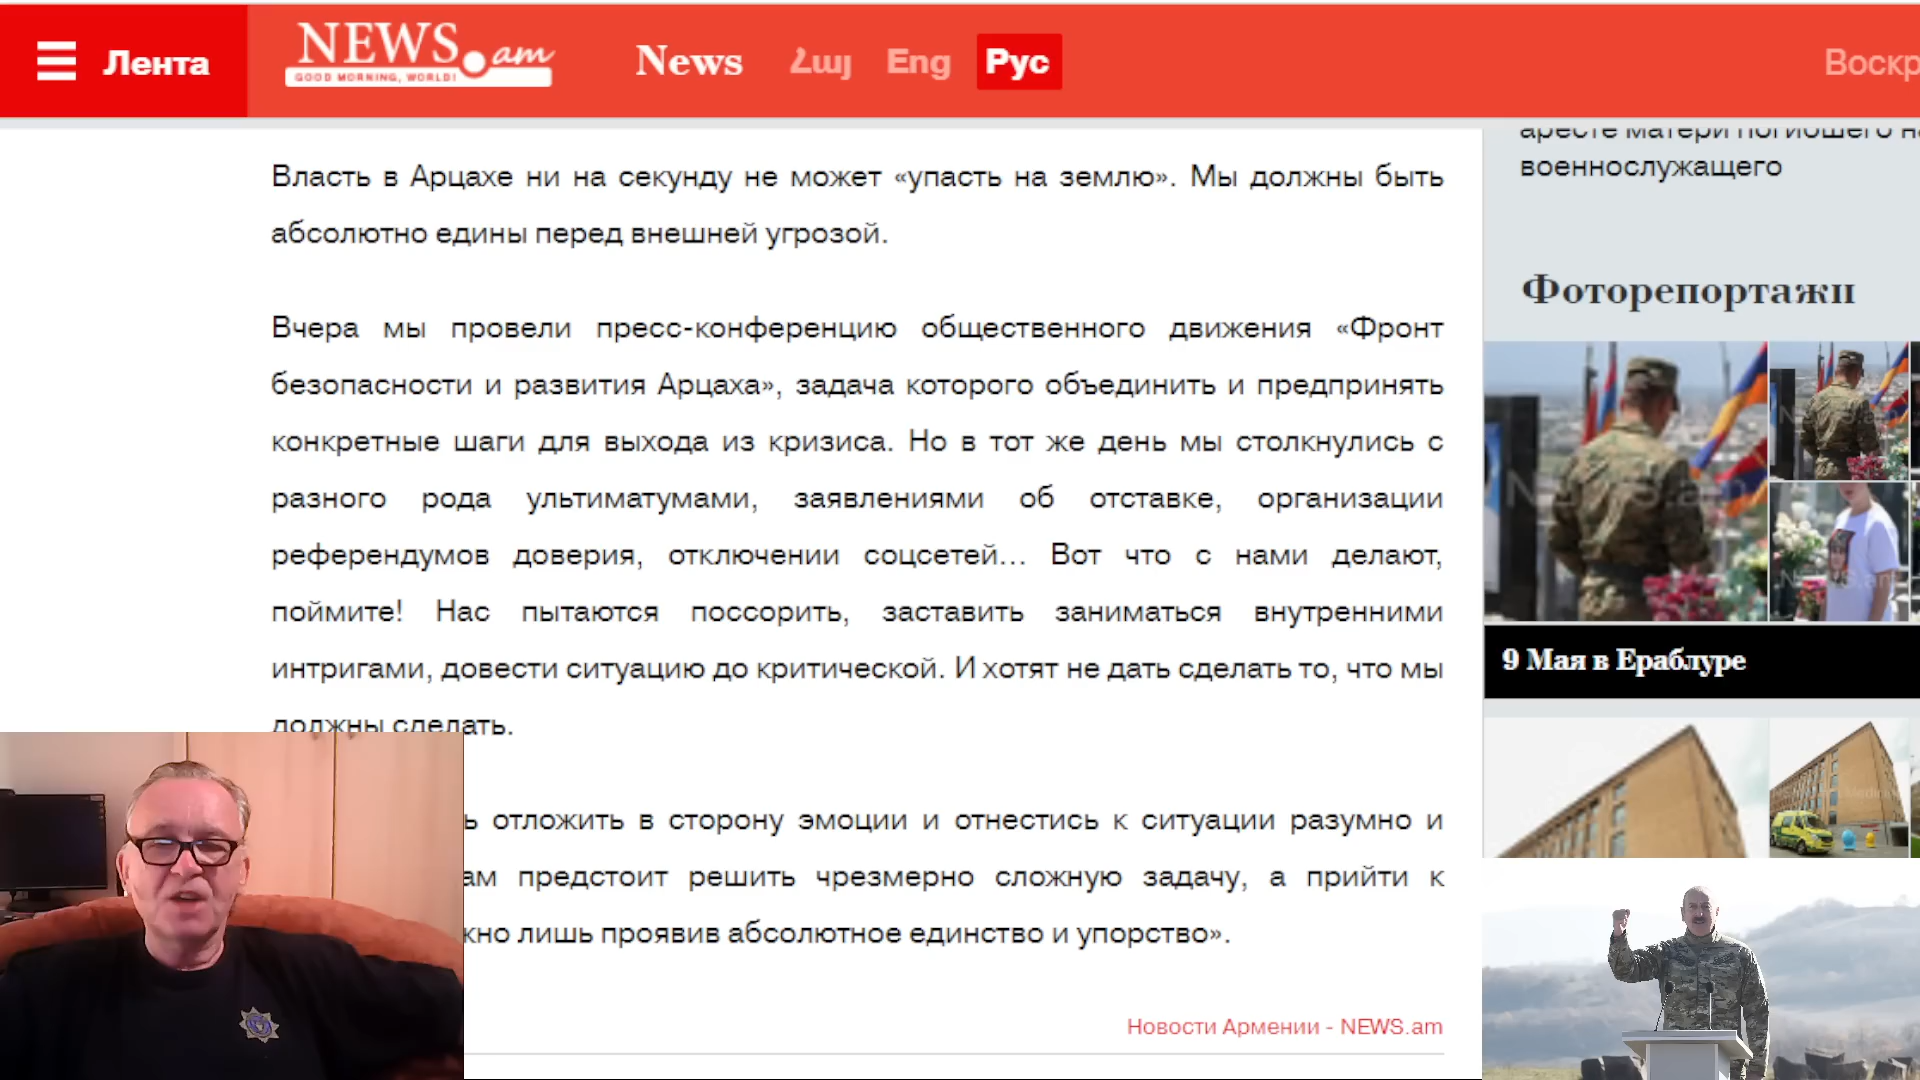 Лента
NEWS.am
GOOD MORNING, WORLD!
News Հայ Eng Рус
Воскр
аресте матери погибшего
военнослужащего
Власть в Арцахе ни на секунду не может «упасть на землю». Мы должны быть
абсолютно едины перед внешней угрозой.
Вчера мы провели пресс-конференцию общественного движения «Фронт
безопасности и развития Арцаха», задача которого объединить и предпринять
конкретные шаги для выхода из кризиса. Но в тот же день мы столкнулись с
разного рода ультиматумами, заявлениями об отставке, организации
референдумов доверия, отключении соцсетей... Вот что с нами делают,
поймите! Нас пытаются поссорить, заставить заниматься внутренними
интригами, довести ситуацию до критической. И хотят не дать сделать то, что мы
должны сделать.
ь отложить в сторону эмоции и отнестись к ситуации разумно и
ам предстоит решить чрезмерно сложную задачу, а прийти к
жно лишь проявив абсолютное единство и упорство».
Новости Армении - NEWS.am
Фоторепортажи
NEWS.am
9 Мая в Ераблуре